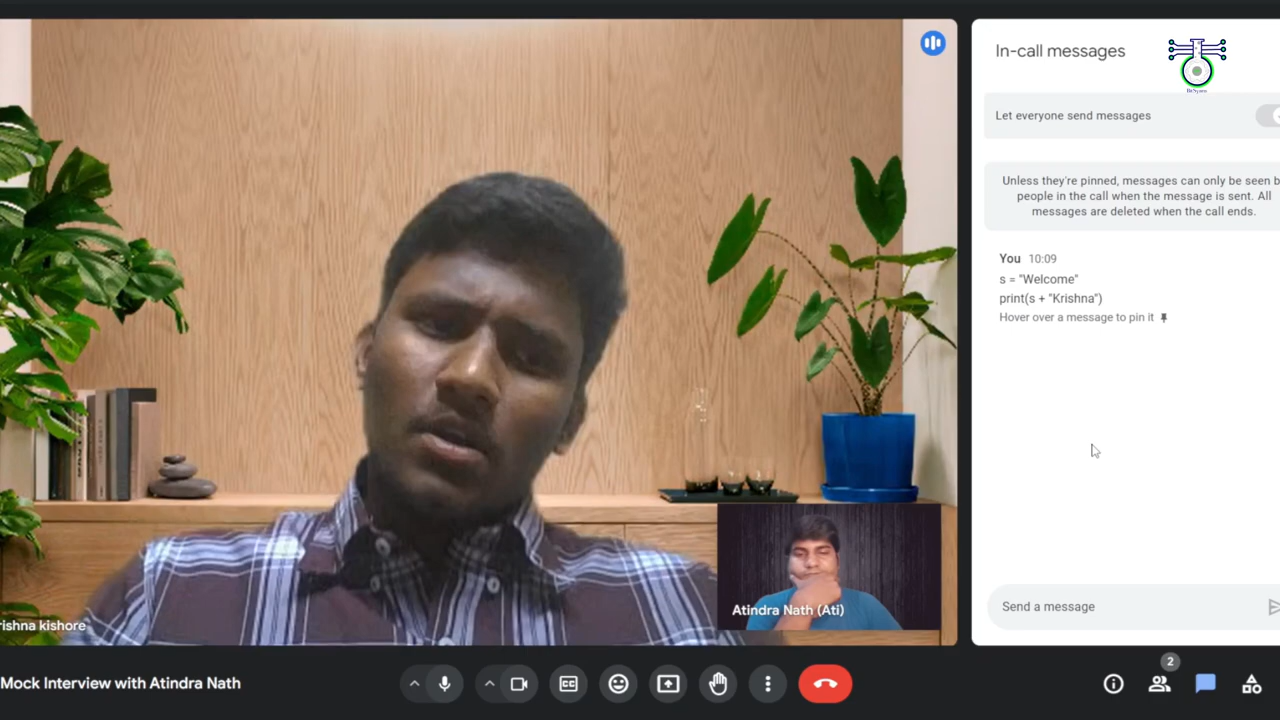 In-call messages
Let everyone send messages
Unless they're pinned, messages can only be seen b
people in the call when the message is sent. All
messages are deleted when the call ends.
You 10:09
s = "Welcome"
print(s + "Krishna")
Hover over a message to pin it
Atindra Nath (Ati)
rishna kishore
Send a message
Mock Interview with Atindra Nath
CC
2